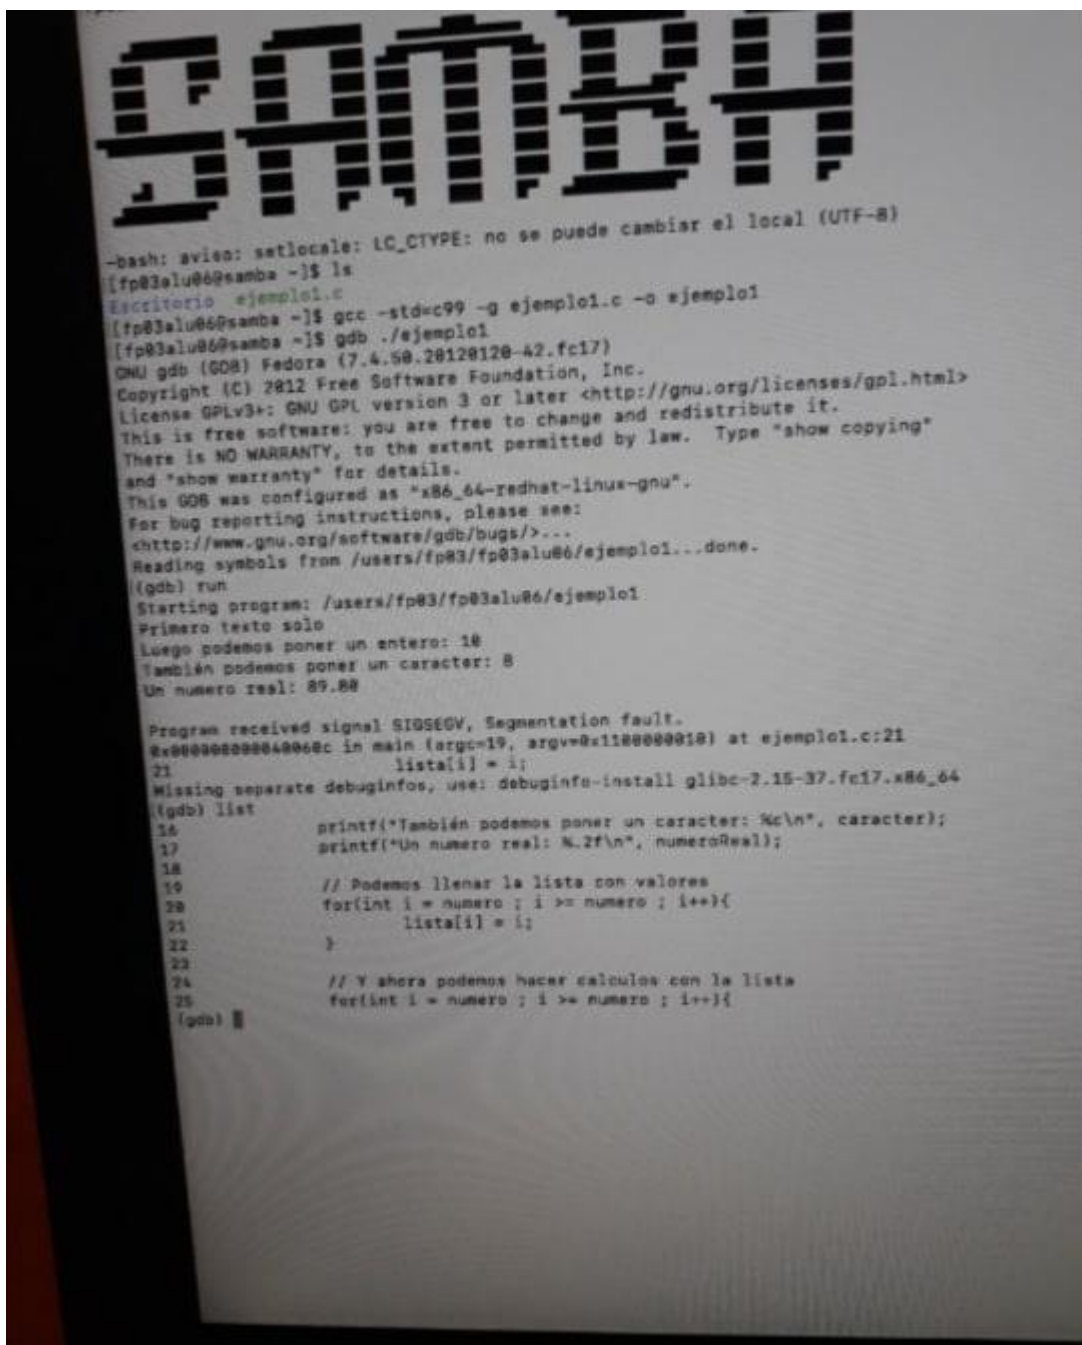 SAMBA
-bash: aviso: setlocale: LC_CTYPE: no se puede cambiar el local (UTF-8)
[fp03alu06@samba ~]$ ls
Escritorio  ejemplo1.c
[fp03alu06@samba ~]$ gcc -std=c99 -g ejemplo1.c -o ejemplo1
[fp03alu06@samba ~]$ gdb ./ejemplo1
GNU gdb (GDB) Fedora (7.4.50.20120120-42.fc17)
Copyright (C) 2012 Free Software Foundation, Inc.
License GPLv3+: GNU GPL version 3 or later <http://gnu.org/licenses/gpl.html>
This is free software: you are free to change and redistribute it.
There is NO WARRANTY, to the extent permitted by law.  Type "show copying"
and "show warranty" for details.
This GDB was configured as "x86_64-redhat-linux-gnu".
For bug reporting instructions, please see:
<http://www.gnu.org/software/gdb/bugs/>...
Reading symbols from /users/fp03/fp03alu06/ejemplo1...done.
(gdb) run
Starting program: /users/fp03/fp03alu06/ejemplo1
Primero texto solo
Luego podemos poner un entero: 10
También podemos poner un caracter: B
Un numero real: 89.80

Program received signal SIGSEGV, Segmentation fault.
0x000000000040060c in main (argc=19, argv=0x1100000010) at ejemplo1.c:21
21                      lista[i] = i;
Missing separate debuginfos, use: debuginfo-install glibc-2.15-37.fc17.x86_64
(gdb) list
16              printf("También podemos poner un caracter: %c\n", caracter);
17              printf("Un numero real: %.2f\n", numeroReal);
18
19              // Podemos llenar la lista con valores
20              for(int i = numero ; i >= numero ; i++){
21                      lista[i] = i;
22              }
23
24              // Y ahora podemos hacer calculos con la lista
25              for(int i = numero ; i >= numero ; i++){
(gdb)